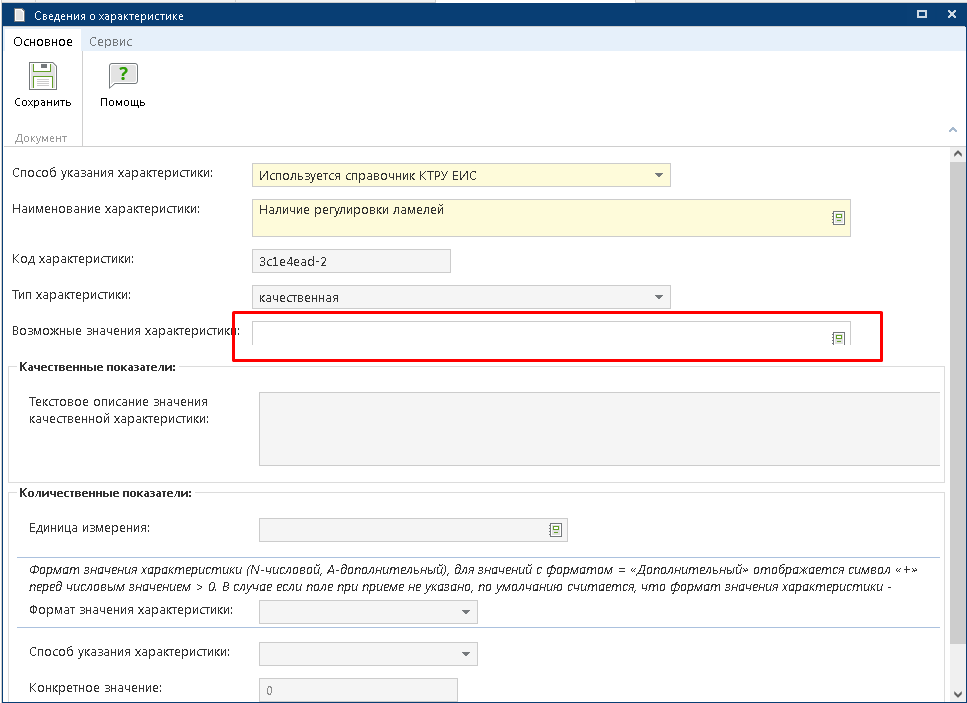 Сведения о характеристике
Основное Сервис
Сохранить Помощь
Документ
Способ указания характеристики: Используется справочник КТРУ ЕИС
Наименование характеристики: Наличие регулировки ламелей
Код характеристики: 3c1e4ead-2
Тип характеристики: качественная
Возможные значения характеристики:
Качественные показатели:
Текстовое описание значения
качественной характеристики:
Количественные показатели:
Единица измерения:
Формат значения характеристики (N-числовой, A-дополнительный), для значений с форматом = «Дополнительный» отображается символ «+»
перед числовым значением > 0. В случае если поле при приеме не указано, по умолчанию считается, что формат значения характеристики -
Формат значения характеристики:
Способ указания характеристики:
Конкретное значение: 0